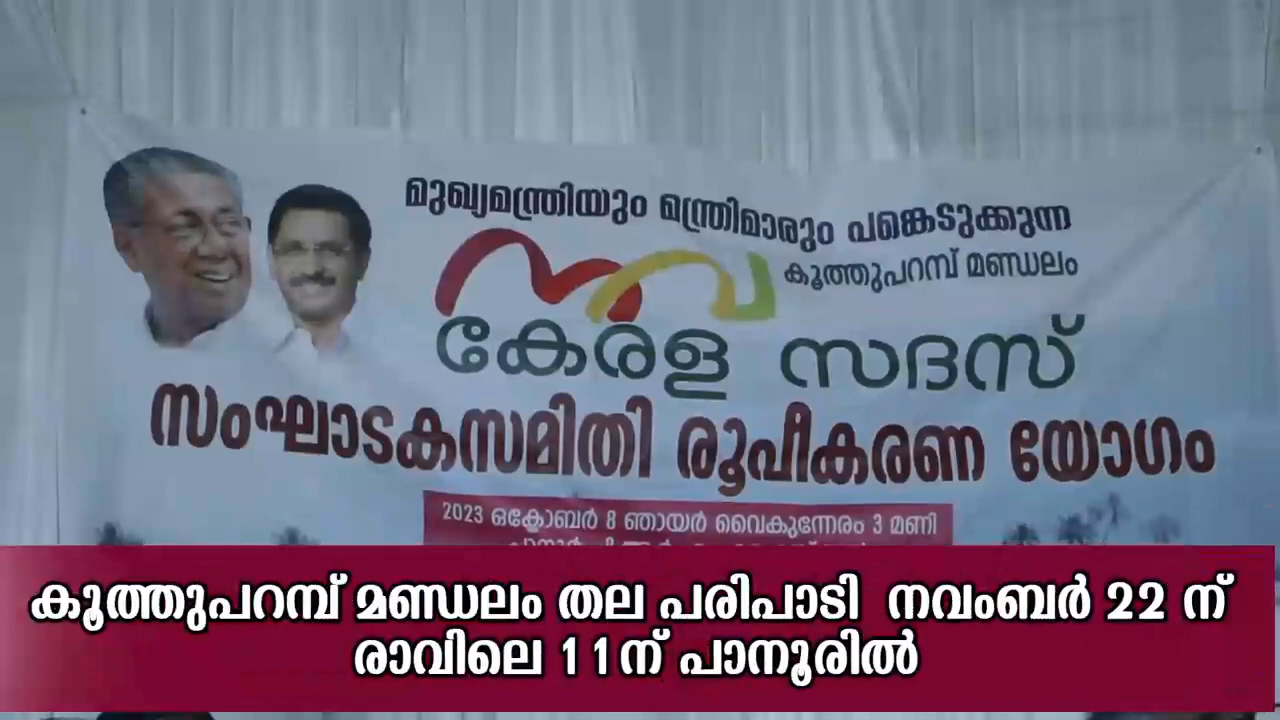 മുഖ്യമന്ത്രിയും മന്ത്രിമാരും പങ്കെടുക്കുന്ന
നവ
കൂത്തുപറമ്പ് മണ്ഡലം
കേരള സദസ്
സംഘാടകസമിതി രൂപീകരണ യോഗം
2023 ഒക്ടോബർ 8 ഞായർ വൈകുന്നേരം 3 മണി
കൂത്തുപറമ്പ് മണ്ഡലം തല പരിപാടി നവംബർ 22 ന്
രാവിലെ 11ന് പാനൂരിൽ